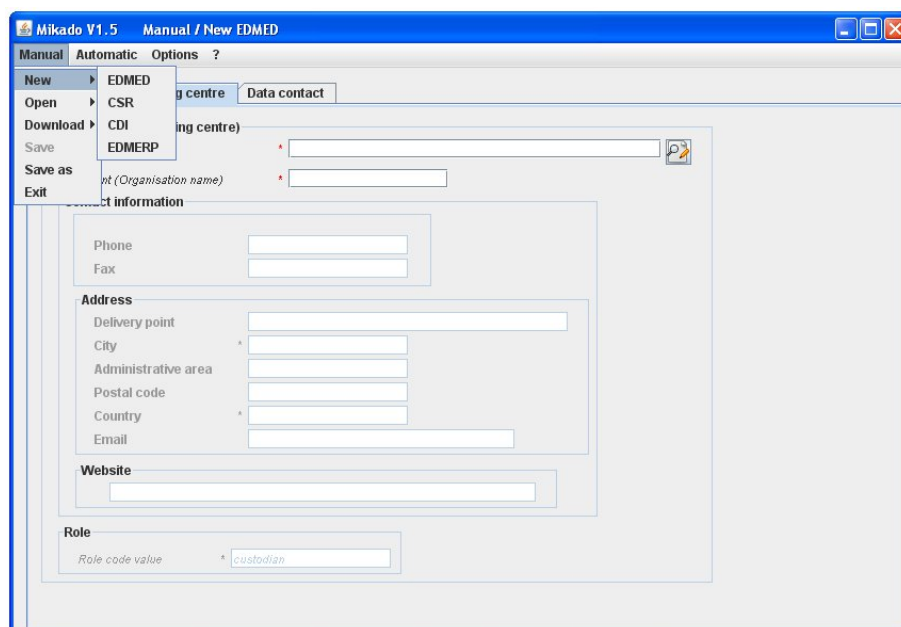 Mikado V1.5 Manual / New EDMED
Manual Automatic Options ?
New EDMED
g centre Data contact
Open CSR
Download CDI
ing centre)
Save EDMERP
*
Save as
nt (Organisation name) *
Exit
Contact information
Phone
Fax
Address
Delivery point
City *
Administrative area
Postal code
Country *
Email
Website
Role
Role code value * custodian